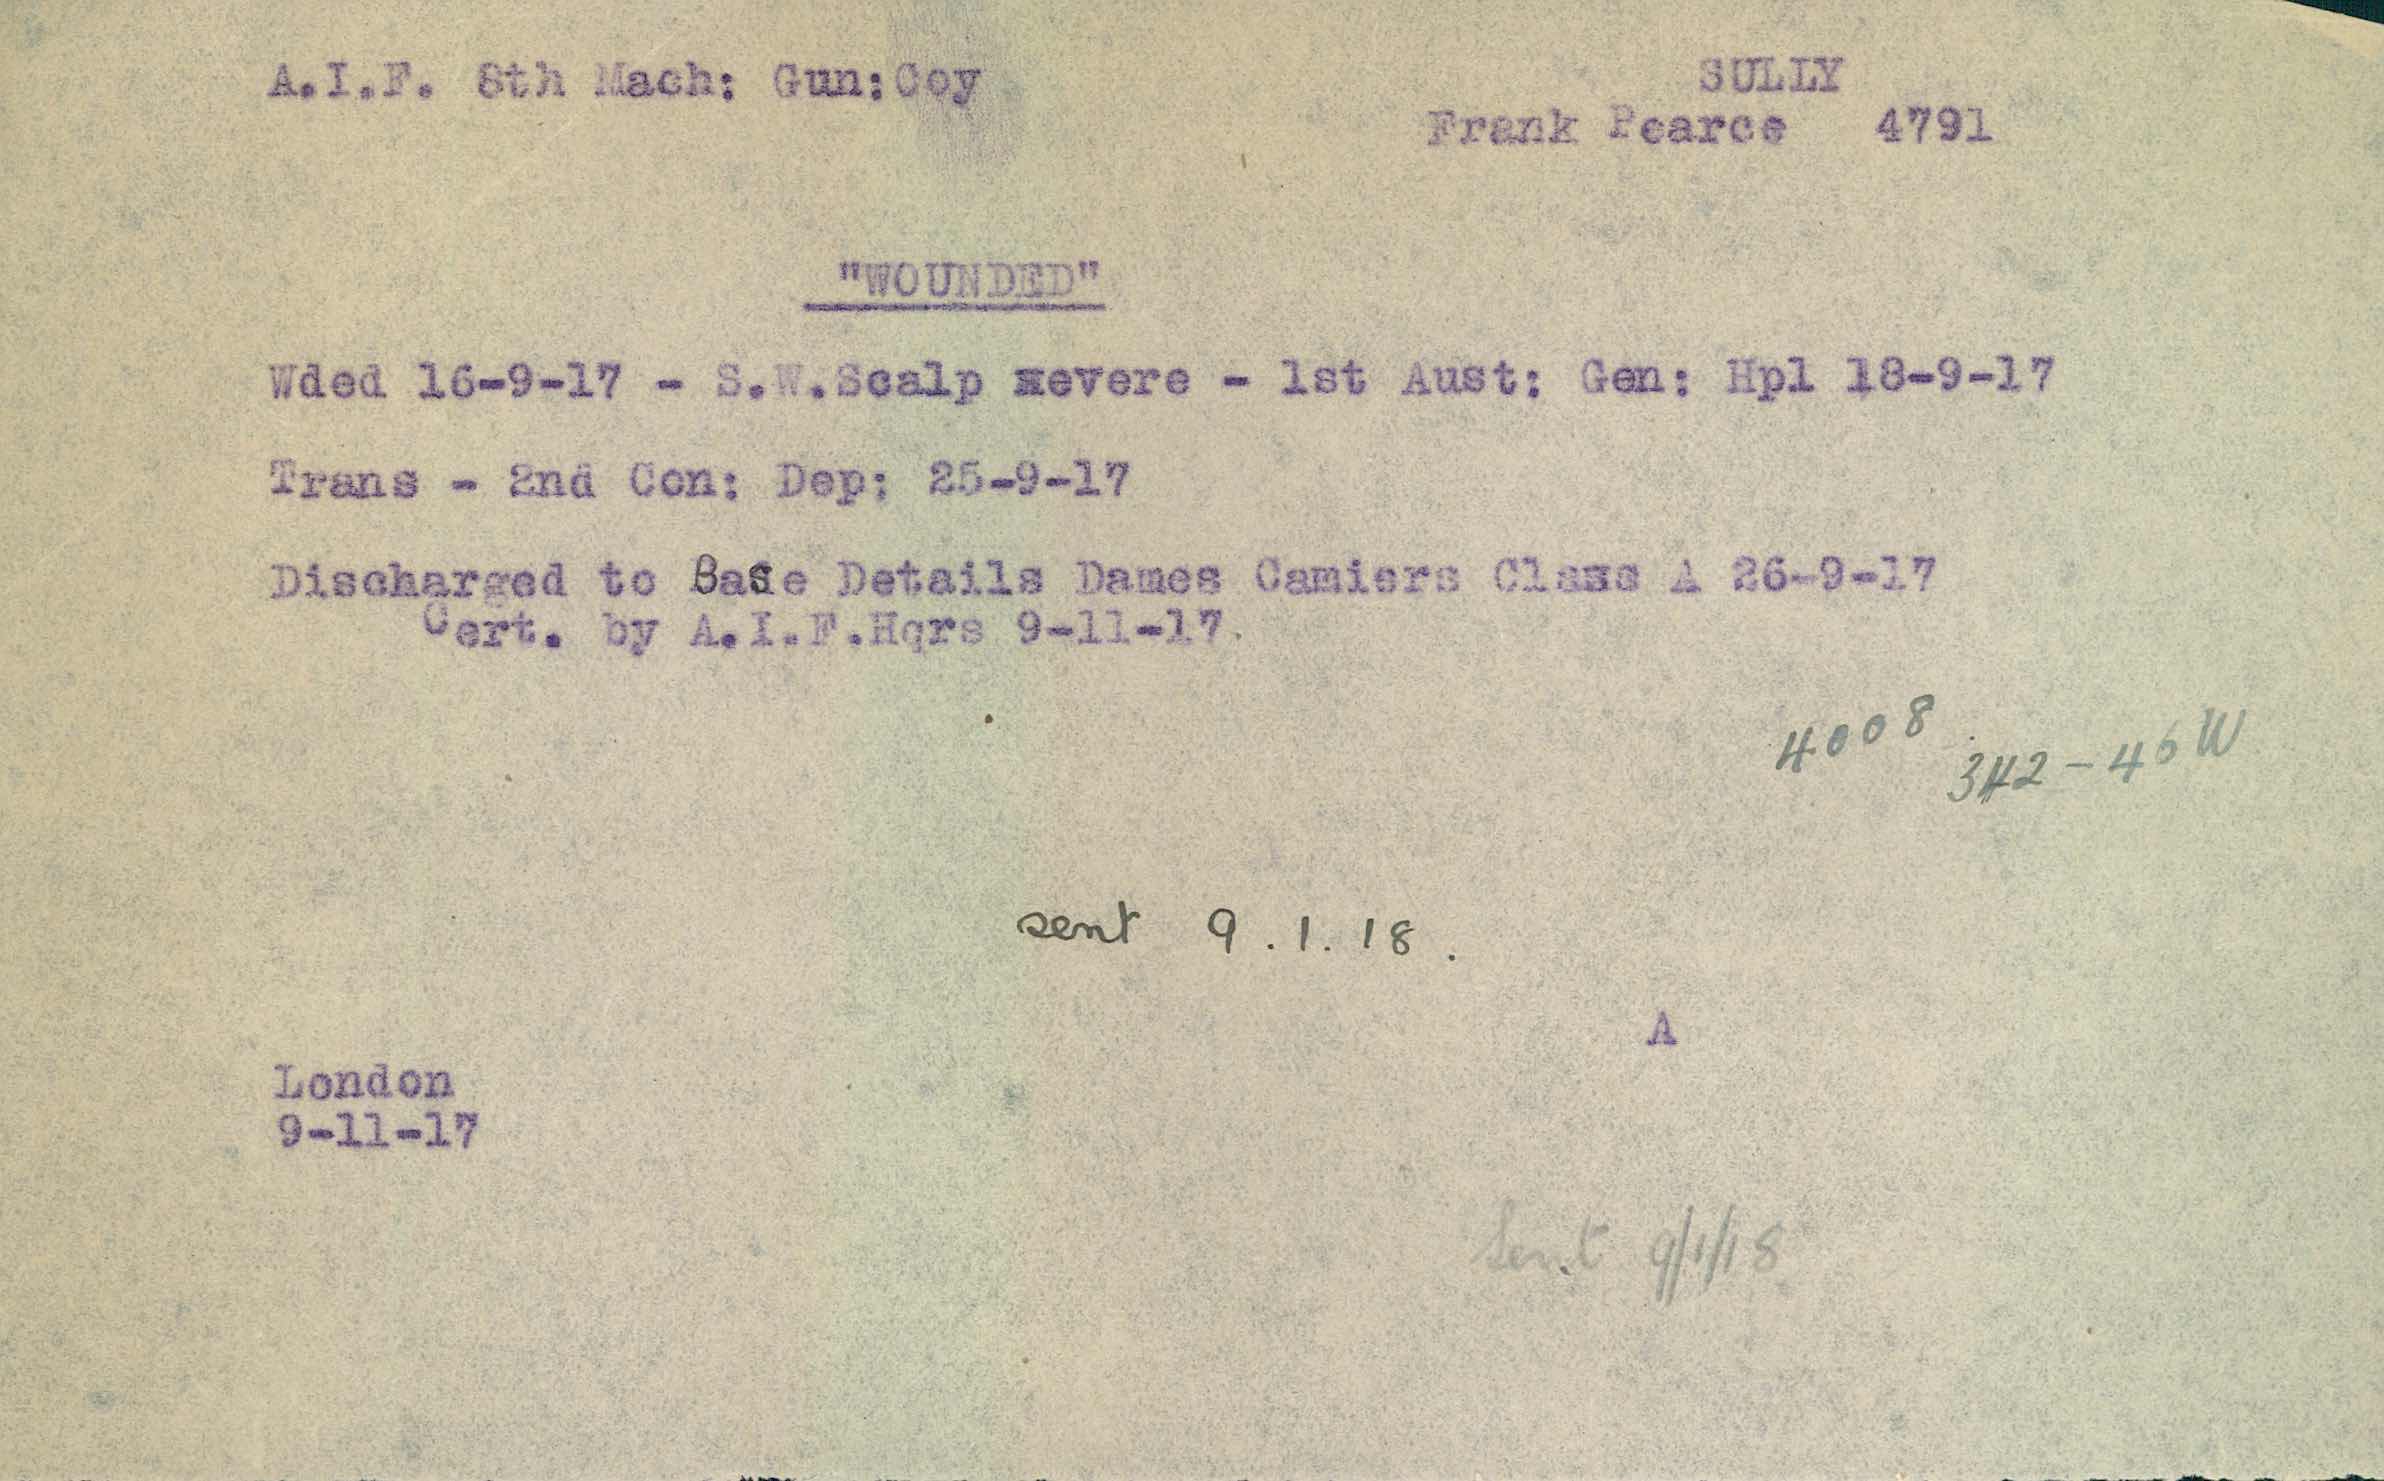 A.I.F. 8th Mach: Gun:Coy
SULLY
Frank Pearce 4791
"WOUNDED"
Wded 16-9-17 - S.W.Scalp severe - 1st Aust: Gen: Hpl 18-9-17
Trans - 2nd Con: Dep: 25-9-17
Discharged to Base Details Dames Camiers Class A 26-9-17
Cert. by A.I.F.Hqrs 9-11-17.
4008
342-46W
sent 9.1.18.
A
London
9-11-17
Sent 9/1/18